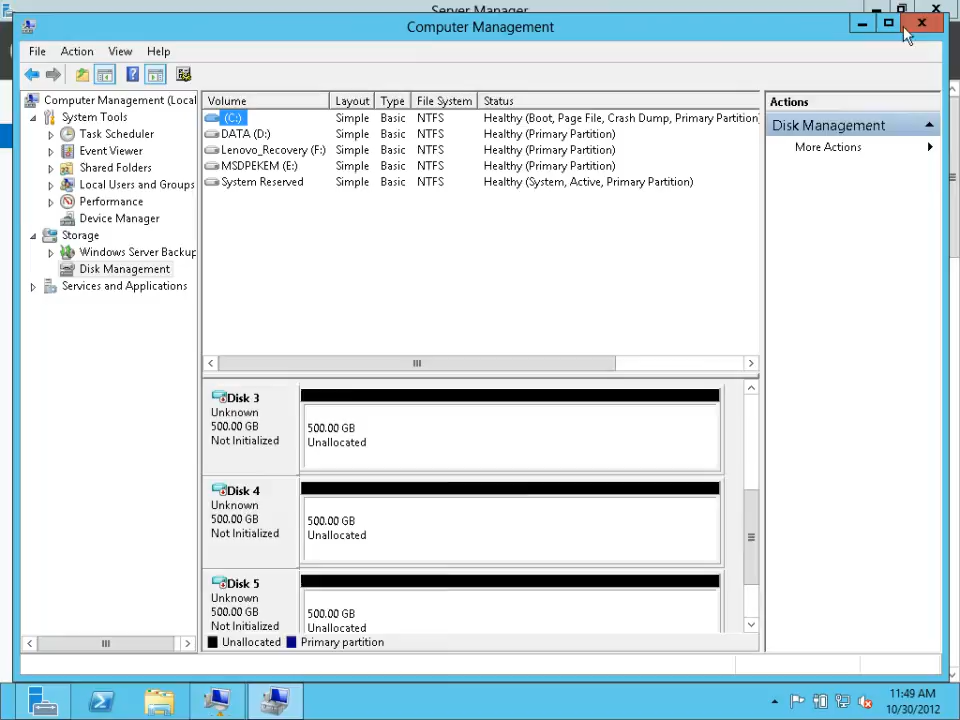 Server Manager
Computer Management
File Action View Help
Computer Management (Local
System Tools
Task Scheduler
Event Viewer
Shared Folders
Local Users and Groups
Performance
Device Manager
Storage
Windows Server Backup
Disk Management
Services and Applications
Volume Layout Type File System Status
(C:) Simple Basic NTFS Healthy (Boot, Page File, Crash Dump, Primary Partition)
DATA (D:) Simple Basic NTFS Healthy (Primary Partition)
Lenovo_Recovery (F:) Simple Basic NTFS Healthy (Primary Partition)
MSDPEKEM (E:) Simple Basic NTFS Healthy (Primary Partition)
System Reserved Simple Basic NTFS Healthy (System, Active, Primary Partition)
Disk 3
Unknown
500.00 GB
Not Initialized
500.00 GB
Unallocated
Disk 4
Unknown
500.00 GB
Not Initialized
500.00 GB
Unallocated
Disk 5
Unknown
500.00 GB
Not Initialized
500.00 GB
Unallocated
Unallocated Primary partition
Actions
Disk Management
More Actions
11:49 AM
10/30/2012